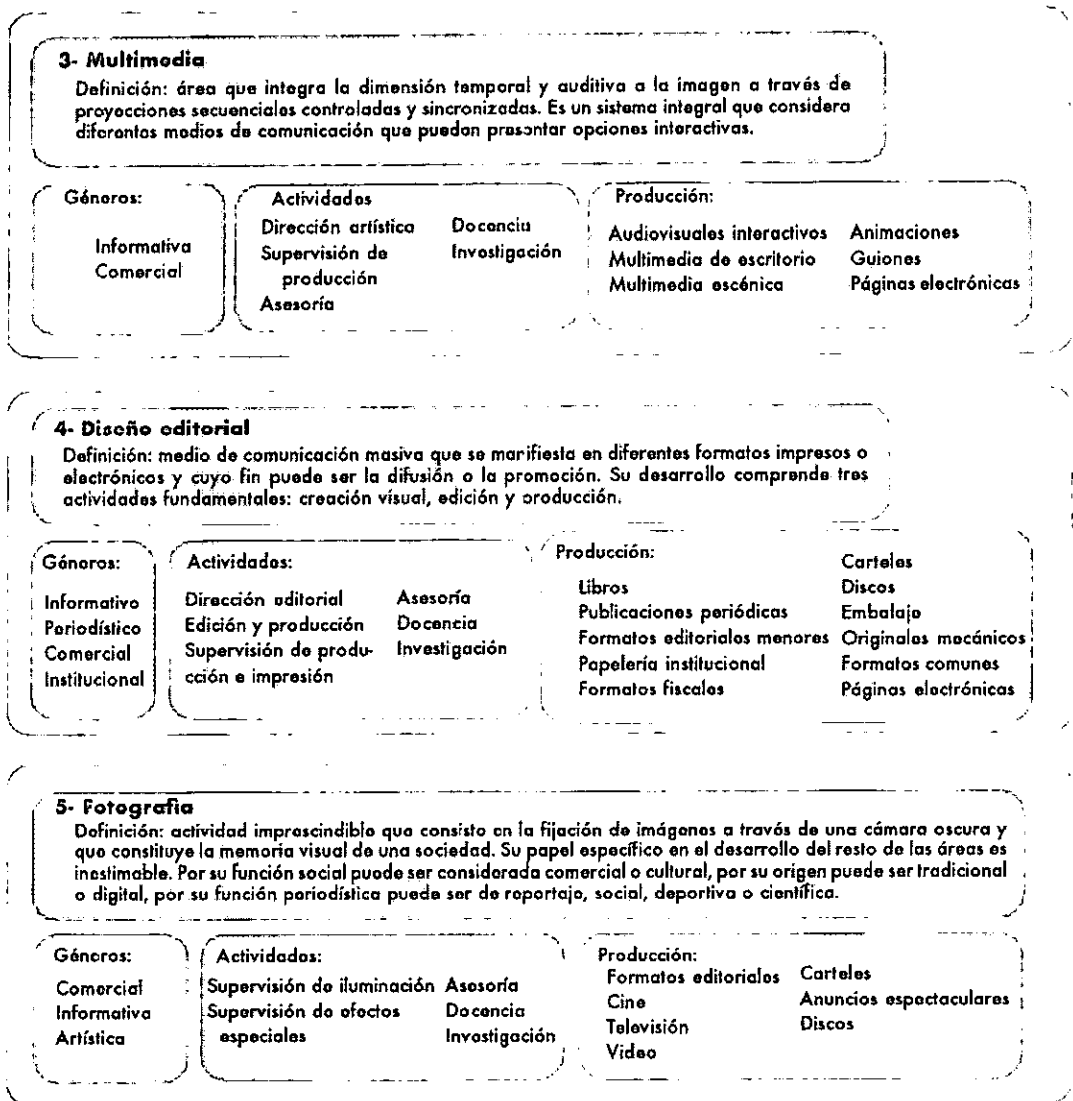 3- Multimedia
Definición: área que integra la dimensión temporal y auditiva a la imagen a través de
proyecciones secuenciales controladas y sincronizadas. Es un sistema integral que considera
diferentes medios de comunicación que puedan presentar opciones interactivas.
Géneros:
Informativa
Comercial
Actividades
Dirección artística
Supervisión de
producción
Asesoría
Docencia
Investigación
Producción:
Audiovisuales interactivos
Multimedia de escritorio
Multimedia escénica
Animaciones
Guiones
Páginas electrónicas
4- Diseño editorial
Definición: medio de comunicación masiva que se marifiesta en diferentes formatos impresos o
electrónicos y cuyo fin puede ser la difusión o la promoción. Su desarrollo comprende tres
actividades fundamentales: creación visual, edición y producción.
Géneros:
Informativo
Periodístico
Comercial
Institucional
Actividades:
Dirección editorial
Edición y producción
Supervisión de produ-
cción e impresión
Asesoría
Docencia
Investigación
Producción:
Libros
Publicaciones periódicas
Formatos editoriales menores
Papelería institucional
Formatos fiscales
Carteles
Discos
Embalaje
Originales mecánicos
Formatos comunes
Páginas electrónicas
5- Fotografia
Definición: actividad imprescindible que consiste en la fijación de imágenes a través de una cámara oscura y
que constituye la memoria visual de una sociedad. Su papel específico en el desarrollo del resto de las áreas es
inestimable. Por su función social puede ser considerada comercial o cultural, por su origen puede ser tradicional
o digital, por su función periodística puede ser de reportaje, social, deportiva o científica.
Géneros:
Comercial
Informativa
Artística
Actividades:
Supervisión de iluminación
Supervisión de efectos
especiales
Asesoría
Docencia
Investigación
Producción:
Formatos editoriales
Cine
Televisión
Video
Carteles
Anuncios espectaculares
Discos